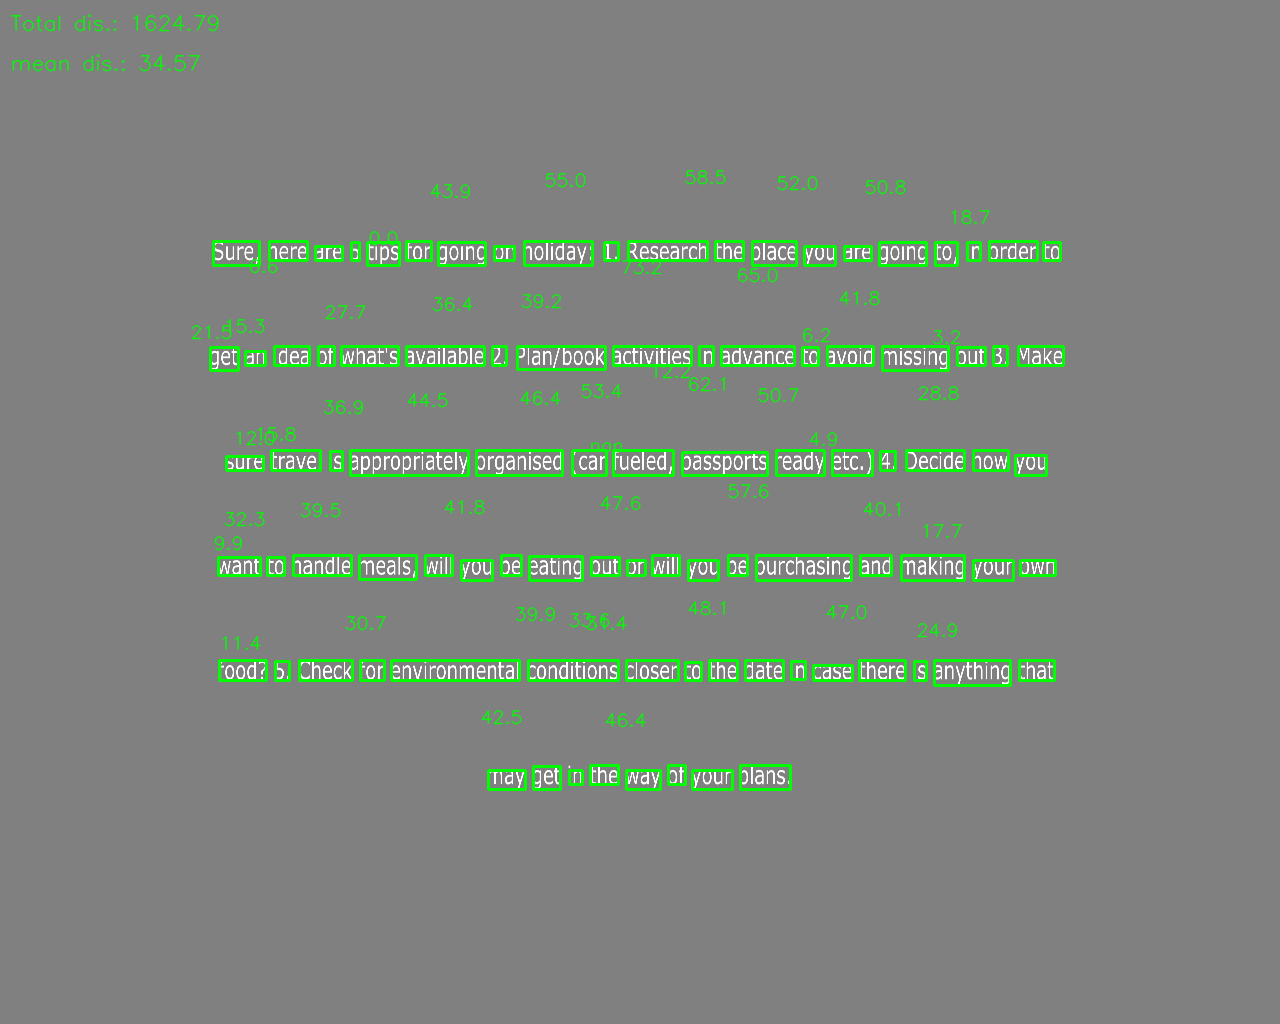 Total dis.: 1624.79
mean dis.: 34.57
43.9 55.0 58.5 52.0 50.8 18.7
0.0
Sure, here are tips for going on holiday: 1. Research the place you are going to, in order to
73.2 65.0
21.5 15.3 27.7 36.4 39.2 41.8 6.2 3.2
get an idea of what's available 2. Plan/book activities in advance to avoid missing out 3. Make
36.9 44.5 46.4 53.4 12.2 62.1 50.7 28.8
12.0 15.8 4.9
sure travel is appropriately organised (car fueled, passports ready etc.) 4. Decide how you
32.3 39.5 41.8 47.6 57.6 40.1 17.7
9.9
want to handle meals, will you be eating out or will you be purchasing and making your own
11.4 30.7 39.9 33.6 48.1 47.0 24.9
food? 5. Check for environmental conditions closer to the date in case there is anything that
42.5 46.4
may get in the way of your plans.